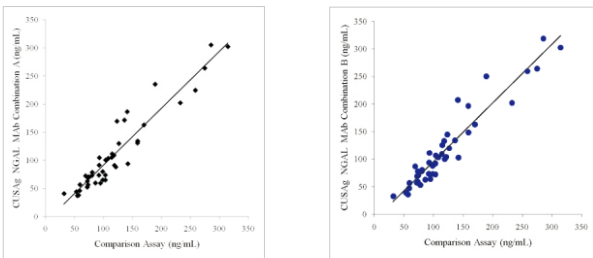 350
300
250
200
150
100
50
0
0 50 100 150 200 250 300 350
Comparison Assay (ng/mL)
CUSAg NGAL MAb Combination A (ng/mL)
350
300
250
200
150
100
50
0
0 50 100 150 200 250 300 350
Comparison Assay (ng/mL)
CUSAg NGAL MAb Combination B (ng/mL)